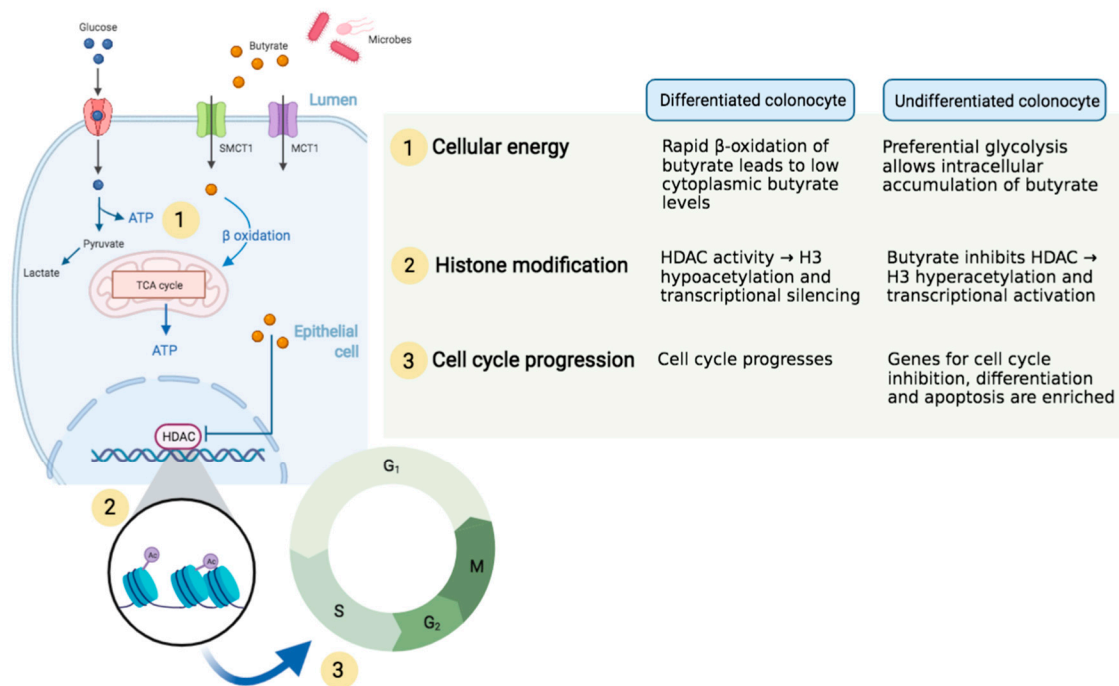 Glucose
Butyrate
Microbes
Lumen
SMCT1
MCT1
ATP
1
β oxidation
Pyruvate
Lactate
TCA cycle
ATP
Epithelial
cell
HDAC
2
Ac
Ac
G₁
M
S
G₂
3
Differentiated colonocyte
Undifferentiated colonocyte
1 Cellular energy
Rapid β-oxidation of
butyrate leads to low
cytoplasmic butyrate
levels
Preferential glycolysis
allows intracellular
accumulation of butyrate
2 Histone modification
HDAC activity → H3
hypoacetylation and
transcriptional silencing
Butyrate inhibits HDAC →
H3 hyperacetylation and
transcriptional activation
3 Cell cycle progression
Cell cycle progresses
Genes for cell cycle
inhibition, differentiation
and apoptosis are enriched